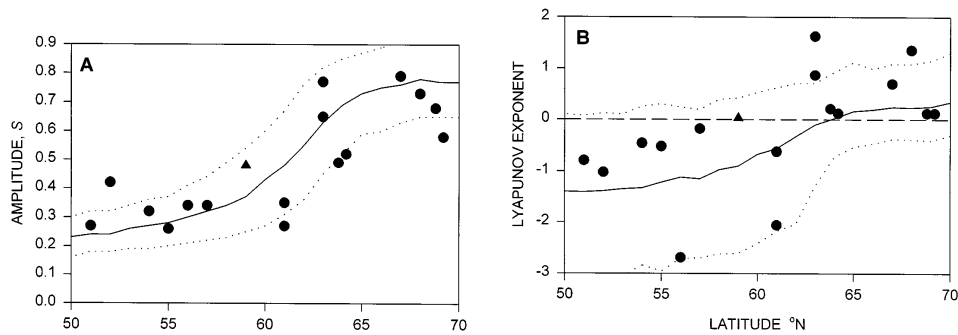 A
AMPLITUDE, S
0.9
0.8
0.7
0.6
0.5
0.4
0.3
0.2
0.1
0.0
50 55 60 65 70
B
LYAPUNOV EXPONENT
2
1
0
-1
-2
-3
50 55 60 65 70
LATITUDE °N